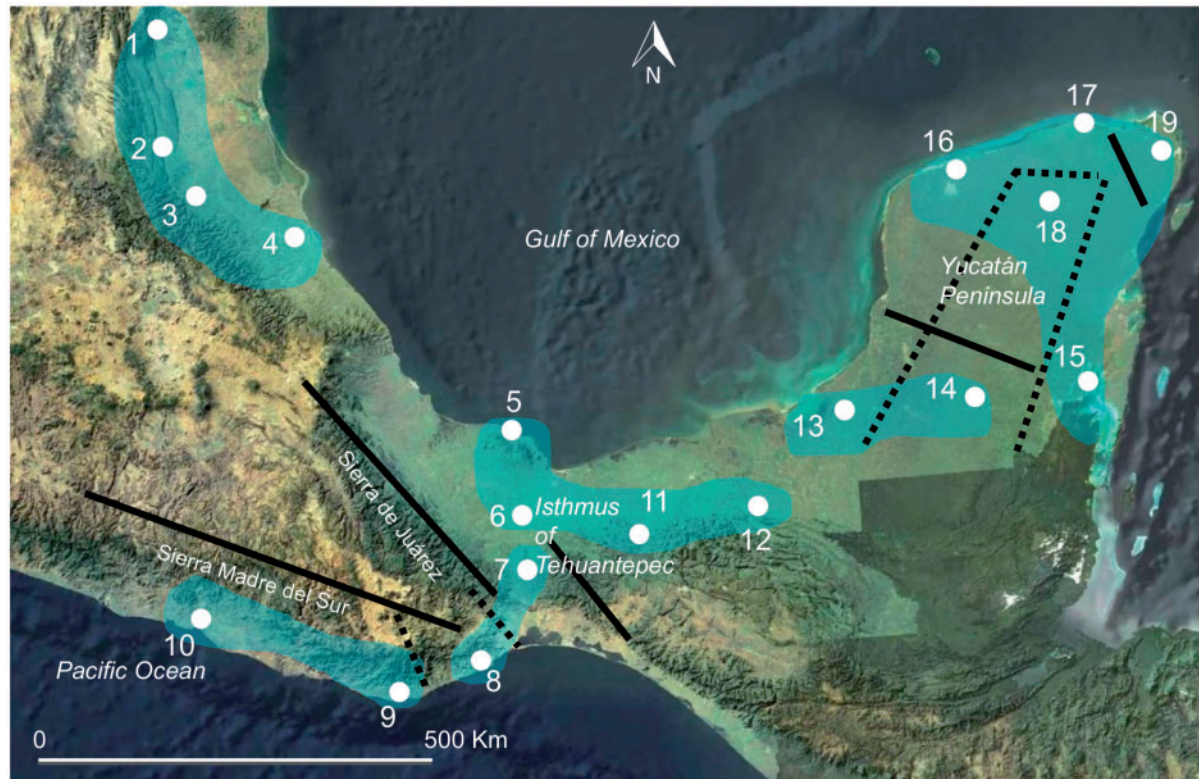 1
N
17
19
16
2
3
4
18
Gulf of Mexico
Yucatán
Península
15
5
14
13
Sierra de Juárez
Isthmus
of
Tehuantepec
11
6
12
7
Sierra Madre del Sur
10
Pacific Ocean
8
9
0
500 Km